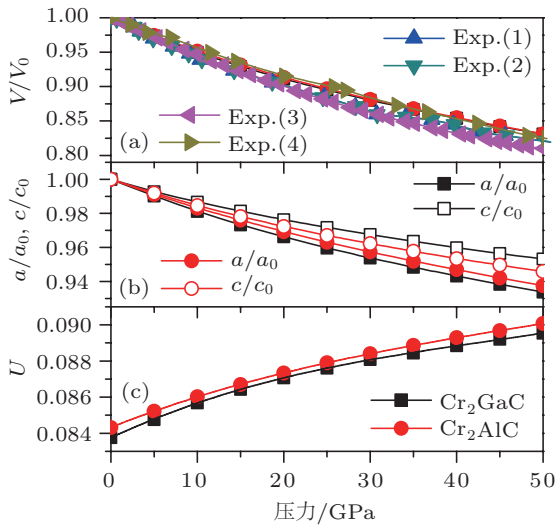 1.00
0.95
0.90
0.85
0.80
V/V₀
Exp.(1)
Exp.(2)
Exp.(3)
Exp.(4)
(a)
1.00
0.98
0.96
0.94
a/a₀, c/c₀
a/a₀
c/c₀
a/a₀
c/c₀
(b)
0.090
0.088
0.086
0.084
U
(c)
Cr₂GaC
Cr₂AlC
0 10 20 30 40 50
压力/GPa